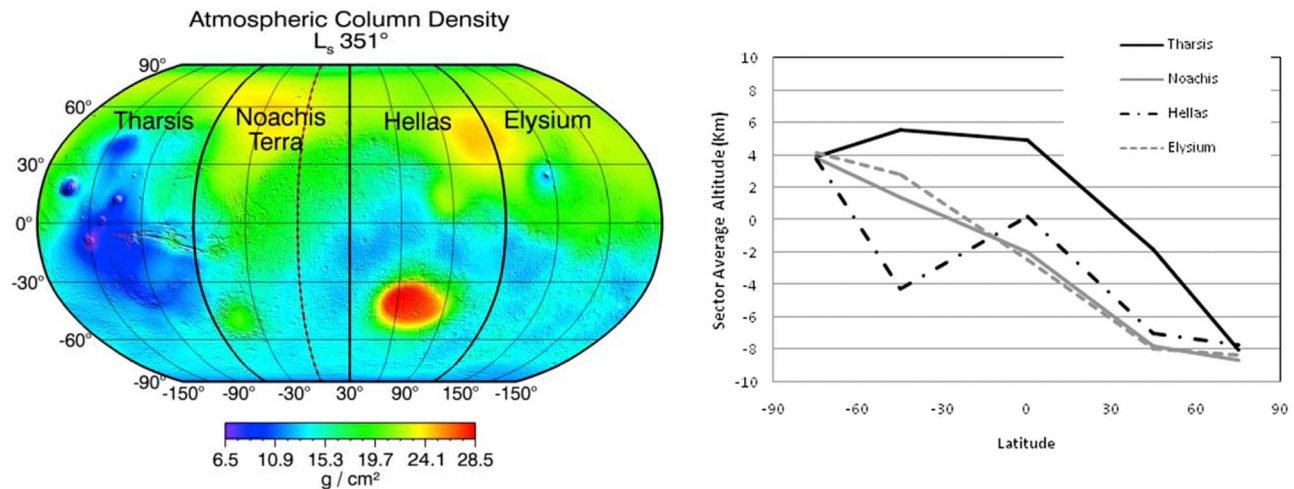 Atmospheric Column Density
Ls 351°
90°
60°
30°
0°
-30°
-60°
-90°
Tharsis
Noachis
Terra
Hellas
Elysium
-150° -90° -30° 30° 90° 150° -150°
6.5 10.9 15.3 19.7 24.1 28.5
g / cm²
Tharsis
Noachis
Hellas
Elysium
Sector Average Altitude (Km)
10
8
6
4
2
0
-2
-4
-6
-8
-10
-90 -60 -30 0 30 60 90
Latitude